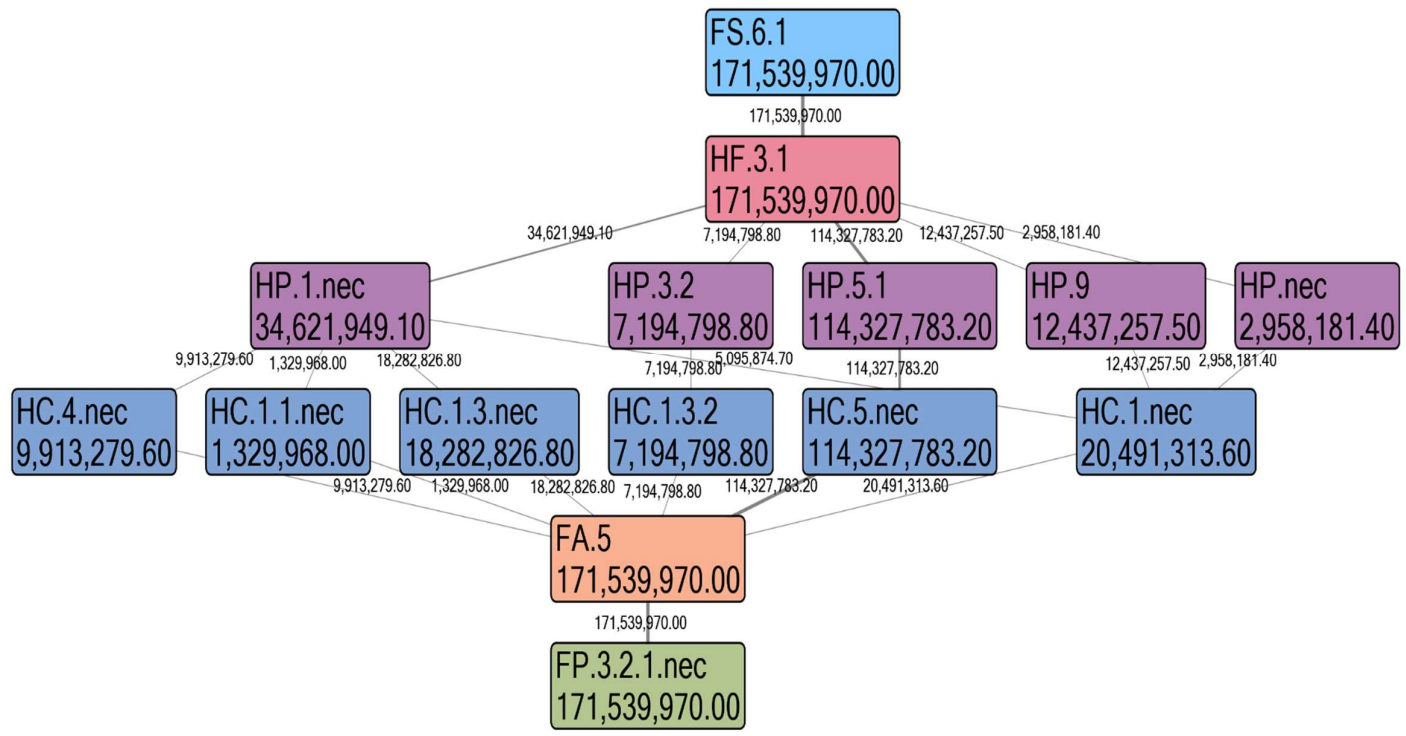 FS.6.1
171,539,970.00
171,539,970.00
HF.3.1
171,539,970.00
34,621,949.10
7,194,798.80
114,327,783.20
12,437,257.50
2,958,181.40
HP.1.nec
34,621,949.10
HP.3.2
7,194,798.80
HP.5.1
114,327,783.20
HP.9
12,437,257.50
HP.nec
2,958,181.40
9,913,279.60
1,329,968.00
18,282,826.80
7,194,798.80
5,095,874.70
114,327,783.20
12,437,257.50
2,958,181.40
HC.4.nec
9,913,279.60
HC.1.1.nec
1,329,968.00
HC.1.3.nec
18,282,826.80
HC.1.3.2
7,194,798.80
HC.5.nec
114,327,783.20
HC.1.nec
20,491,313.60
9,913,279.60
1,329,968.00
18,282,826.80
7,194,798.80
114,327,783.20
20,491,313.60
FA.5
171,539,970.00
171,539,970.00
FP.3.2.1.nec
171,539,970.00